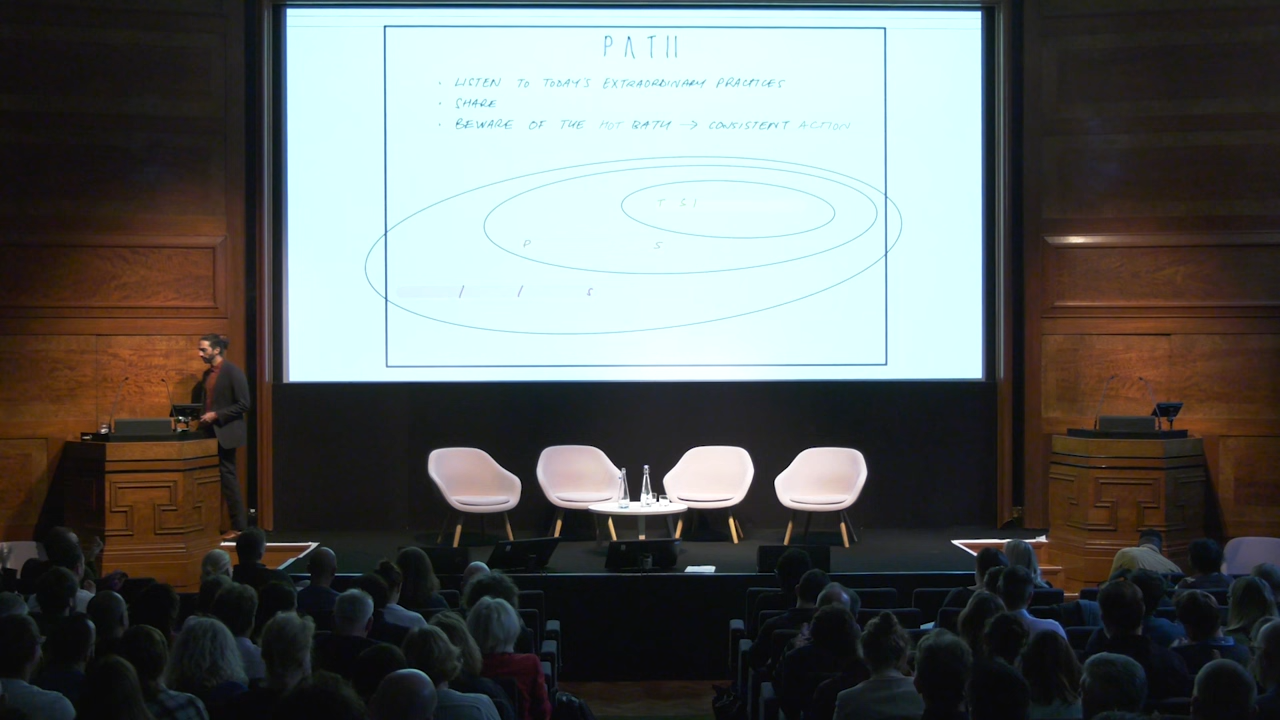 PATH
· LISTEN TO TODAY'S EXTRAORDINARY PRACTICES
· SHARE
· BEWARE OF THE HOT BATH → CONSISTENT ACTION
P S